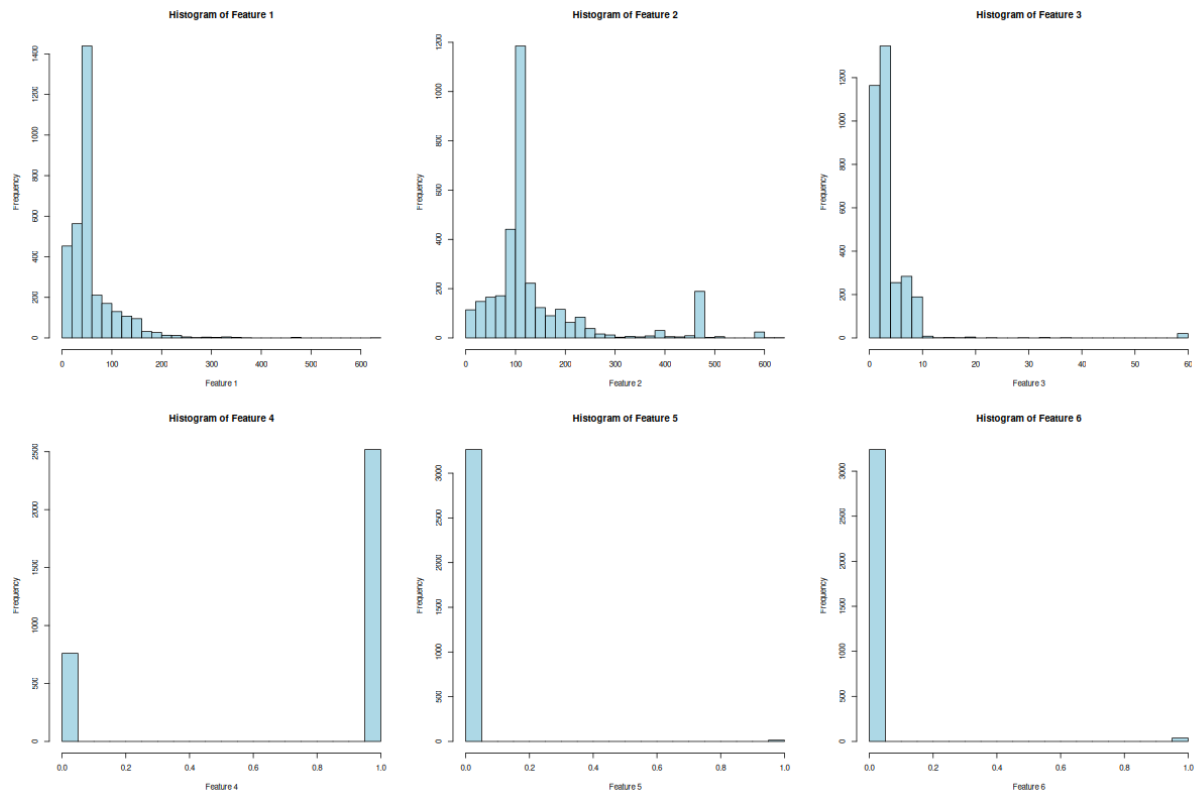 Histogram of Feature 1
Frequency
0
200
400
600
800
1000
1200
1400
0 100 200 300 400 500 600
Feature 1
Histogram of Feature 2
Frequency
0
200
400
600
800
1000
1200
0 100 200 300 400 500 600
Feature 2
Histogram of Feature 3
Frequency
0
200
400
600
800
1000
1200
0 10 20 30 40 50 60
Feature 3
Histogram of Feature 4
Frequency
0
500
1000
1500
2000
2500
0.0 0.2 0.4 0.6 0.8 1.0
Feature 4
Histogram of Feature 5
Frequency
0
500
1000
1500
2000
2500
3000
0.0 0.2 0.4 0.6 0.8 1.0
Feature 5
Histogram of Feature 6
Frequency
0
500
1000
1500
2000
2500
3000
0.0 0.2 0.4 0.6 0.8 1.0
Feature 6